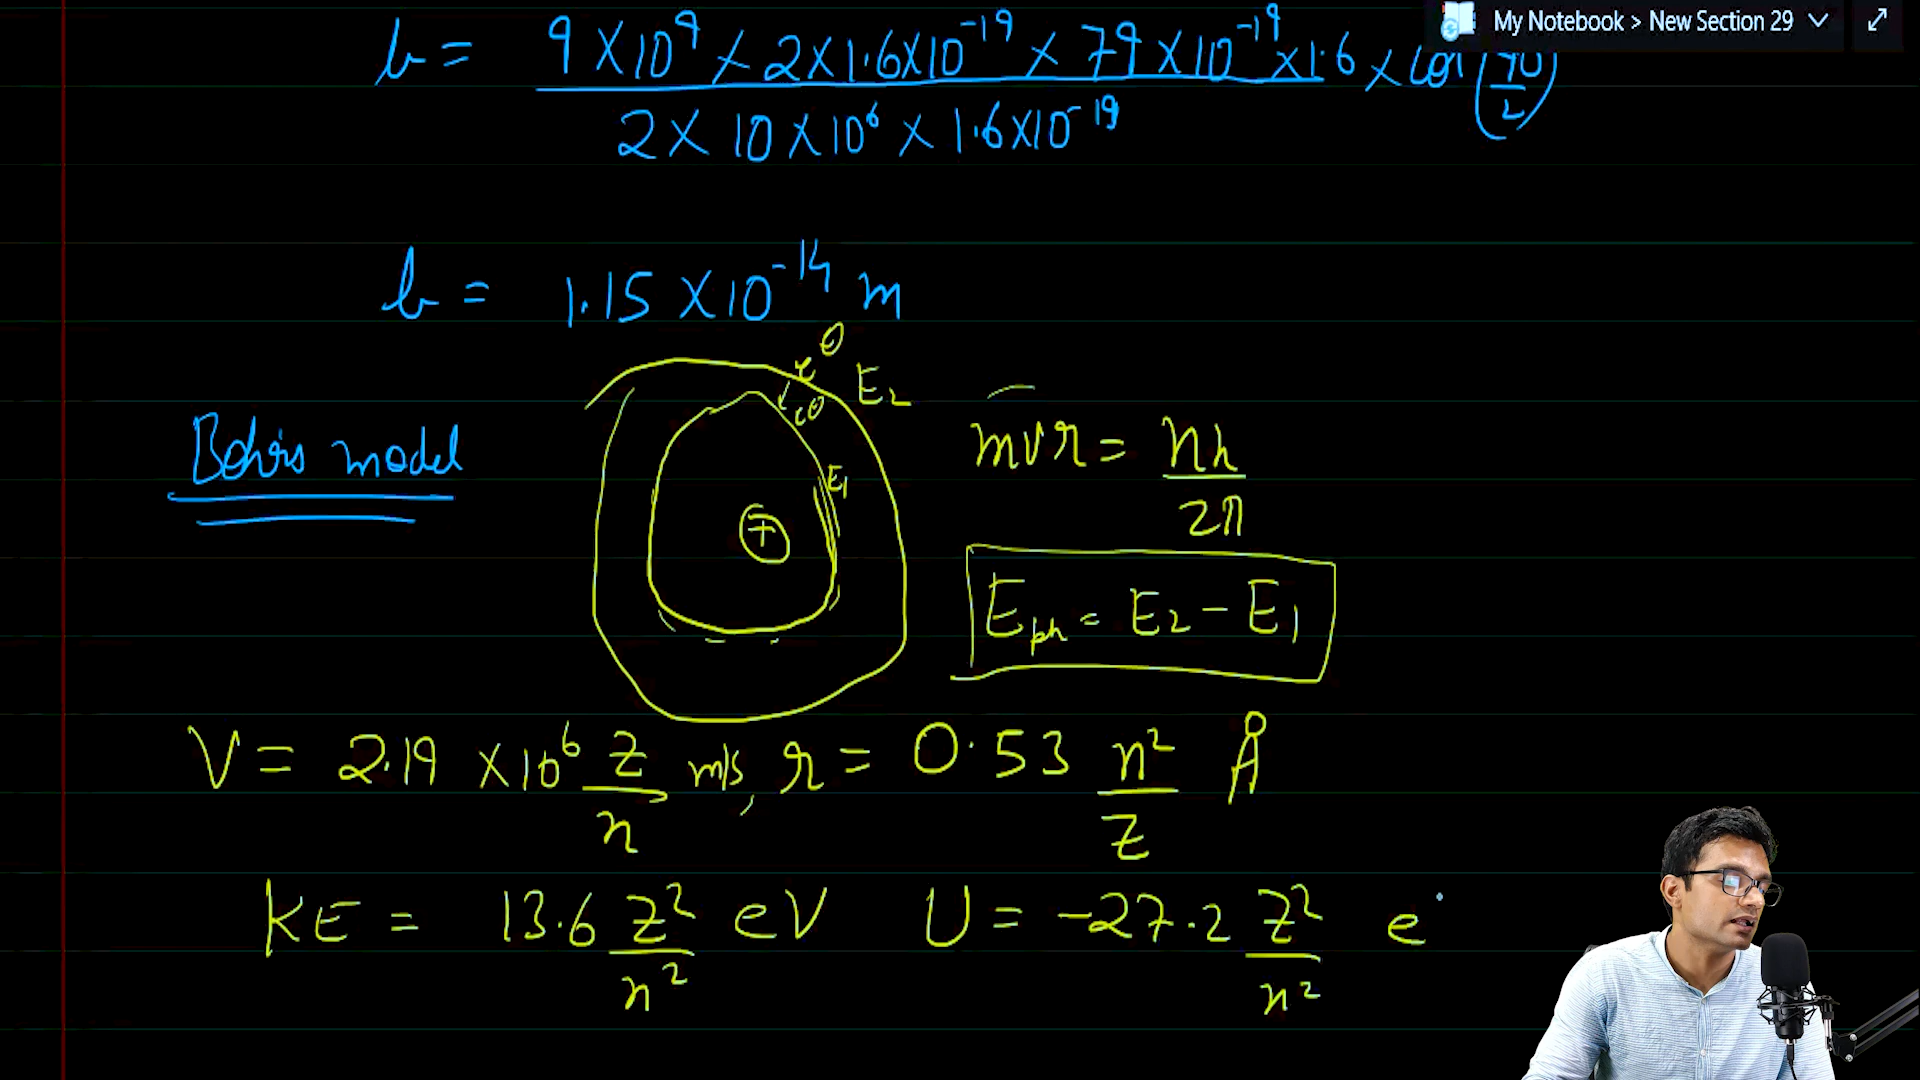 My Notebook > New Section 29
b = 9 × 10⁹ × 2 × 1.6 × 10⁻¹⁹ × 79 × 10⁻¹⁹ × 1.6 × cot (90/2)
2 × 10 × 10⁶ × 1.6 × 10⁻¹⁹
b = 1.15 × 10⁻¹⁴ m
Bohr's model
E₂
E₁
+
mvr = nh/2π
Eph = E₂ − E₁
V = 2.19 × 10⁶ Z/n m/s, r = 0.53 n²/Z Å
KE = 13.6 Z²/n² eV U = −27.2 Z²/n² e